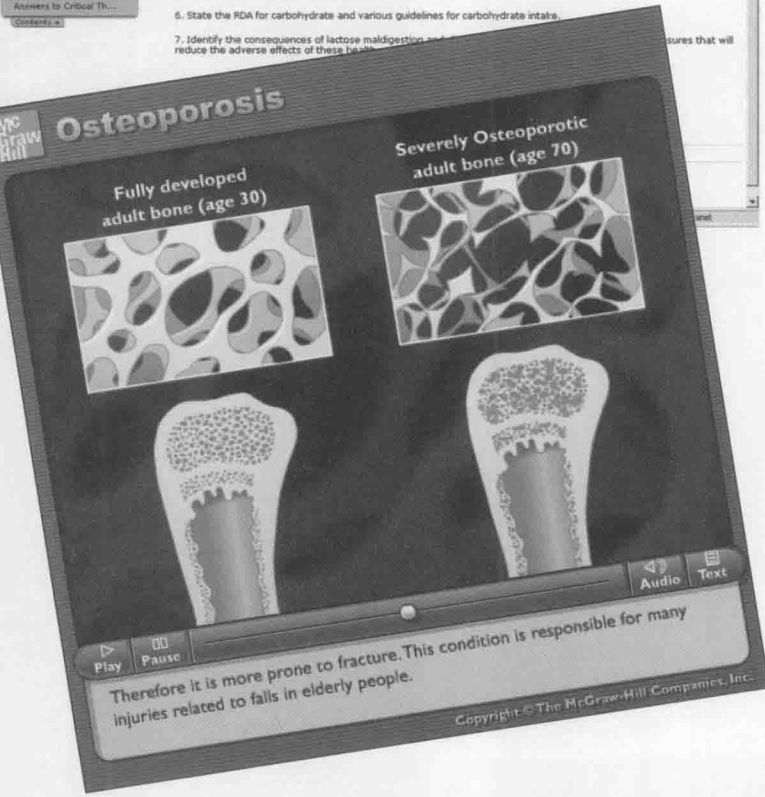 Answers to Critical Th...
Contents
6. State the RDA for carbohydrate and various guidelines for carbohydrate intake.
7. Identify the consequences of lactose maldigestion sures that will
reduce the adverse effects of these
Mc
Graw
Hill
Osteoporosis
Fully developed
adult bone (age 30)
Severely Osteoporotic
adult bone (age 70)
Play
Pause
Audio
Text
Therefore it is more prone to fracture. This condition is responsible for many
injuries related to falls in elderly people.
Copyright © The McGraw-Hill Companies, Inc.